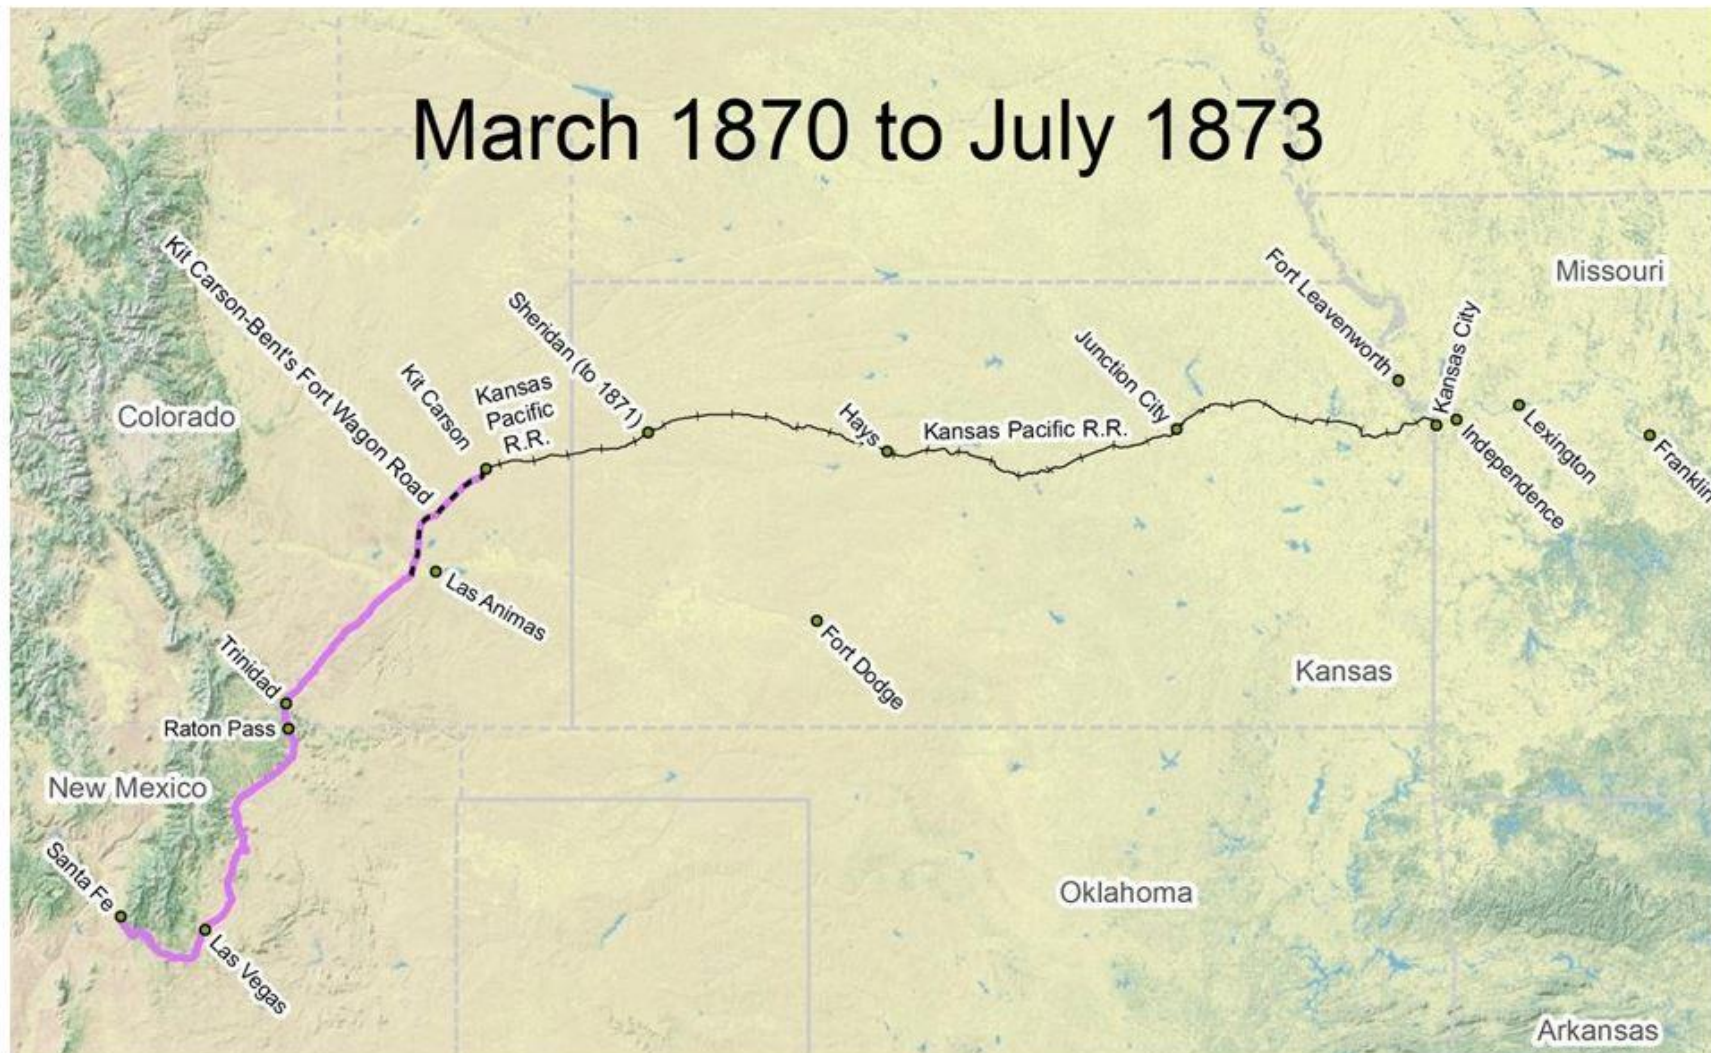 March 1870 to July 1873
Missouri
Fort Leavenworth
Kansas City
Kit Carson-Bent's Fort Wagon Road
Sheridan (to 1871)
Junction City
Kit Carson
Kansas
Pacific
R.R.
Colorado
Hays
Kansas Pacific R.R.
Independence
Lexington
Franklin
Las Animas
Trinidad
Fort Dodge
Kansas
Raton Pass
New Mexico
Santa Fe
Las Vegas
Oklahoma
Arkansas